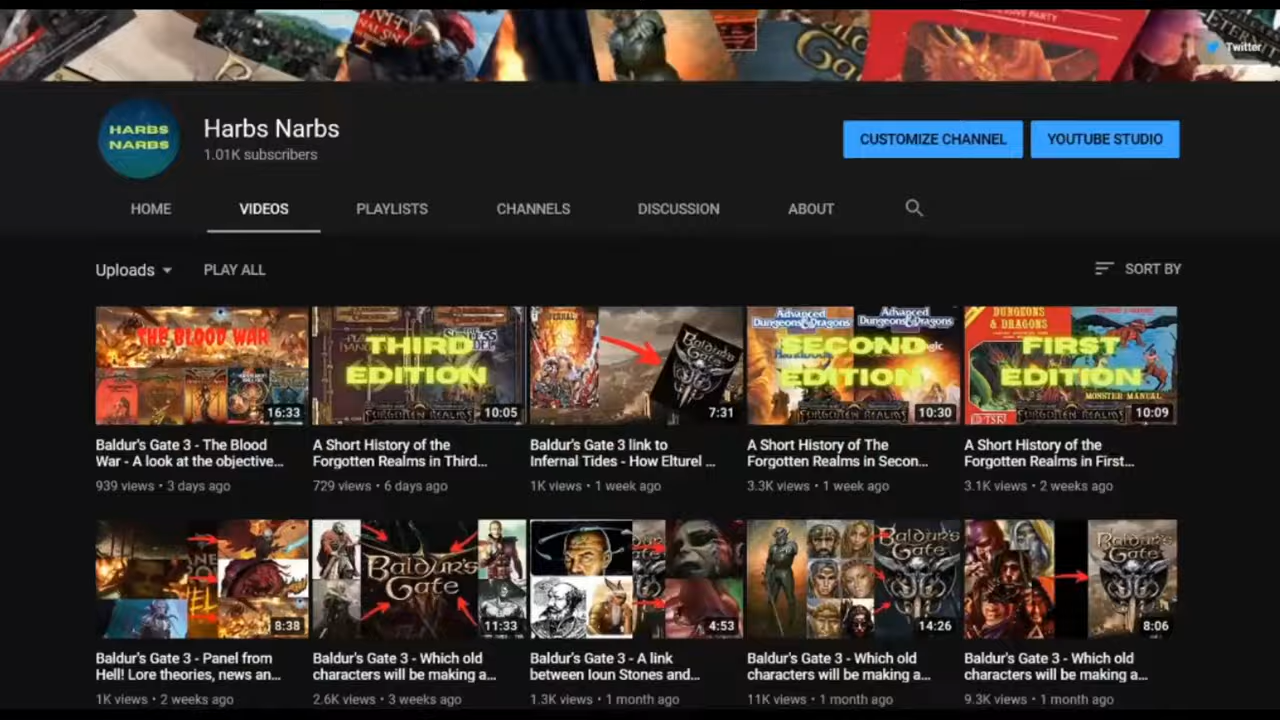 Twitter
HARBS
NARBS
Harbs Narbs
1.01K subscribers
CUSTOMIZE CHANNEL
YOUTUBE STUDIO
HOME
VIDEOS
PLAYLISTS
CHANNELS
DISCUSSION
ABOUT
Uploads
PLAY ALL
SORT BY
THE BLOOD WAR
16:33
THIRD
EDITION
FORGOTTEN REALMS
10:05
Baldur's Gate
7:31
Advanced Dungeons & Dragons
Advanced Dungeons & Dragons
SECOND
EDITION
FORGOTTEN REALMS
10:30
DUNGEONS
& DRAGONS
FIRST
EDITION
MONSTER MANUAL
FORGOTTEN REALMS
10:09
Baldur's Gate 3 - The Blood
War - A look at the objective...
939 views • 3 days ago
A Short History of the
Forgotten Realms in Third...
729 views • 6 days ago
Baldur's Gate 3 link to
Infernal Tides - How Elturel ...
1K views • 1 week ago
A Short History of The
Forgotten Realms in Secon...
3.3K views • 1 week ago
A Short History of the
Forgotten Realms in First...
3.1K views • 2 weeks ago
8:38
Baldur's
Gate
11:33
4:53
Baldur's
Gate
14:26
Baldur's
Gate
8:06
Baldur's Gate 3 - Panel from
Hell! Lore theories, news an...
1K views • 2 weeks ago
Baldur's Gate 3 - Which old
characters will be making a...
2.6K views • 3 weeks ago
Baldur's Gate 3 - A link
between Ioun Stones and...
1.3K views • 1 month ago
Baldur's Gate 3 - Which old
characters will be making a...
11K views • 1 month ago
Baldur's Gate 3 - Which old
characters will be making a...
9.3K views • 1 month ago